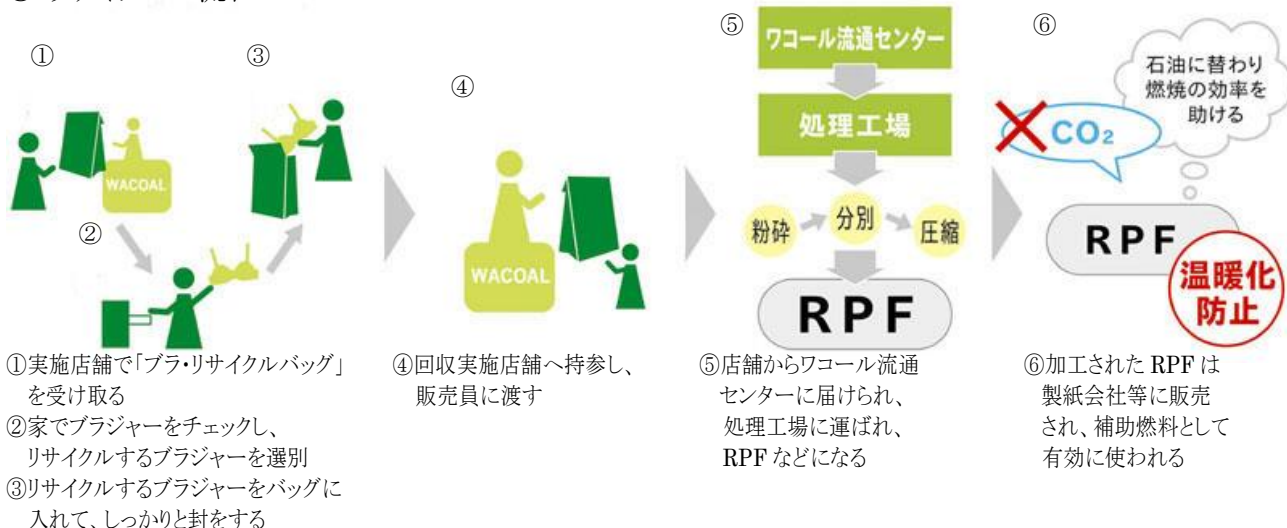 ①
②
③
④
⑤
⑥
WACOAL
WACOAL
ワコール流通センター
処理工場
粉砕
分別
圧縮
RPF
石油に替わり
燃焼の効率を
助ける
CO₂
RPF
温暖化
防止
①実施店舗で「ブラ・リサイクルバッグ」
を受け取る
②家でブラジャーをチェックし、
リサイクルするブラジャーを選別
③リサイクルするブラジャーをバッグに
入れて、しっかりと封をする
④回収実施店舗へ持参し、
販売員に渡す
⑤店舗からワコール流通
センターに届けられ、
処理工場に運ばれ、
RPF などになる
⑥加工された RPF は
製紙会社等に販売
され、補助燃料として
有効に使われる